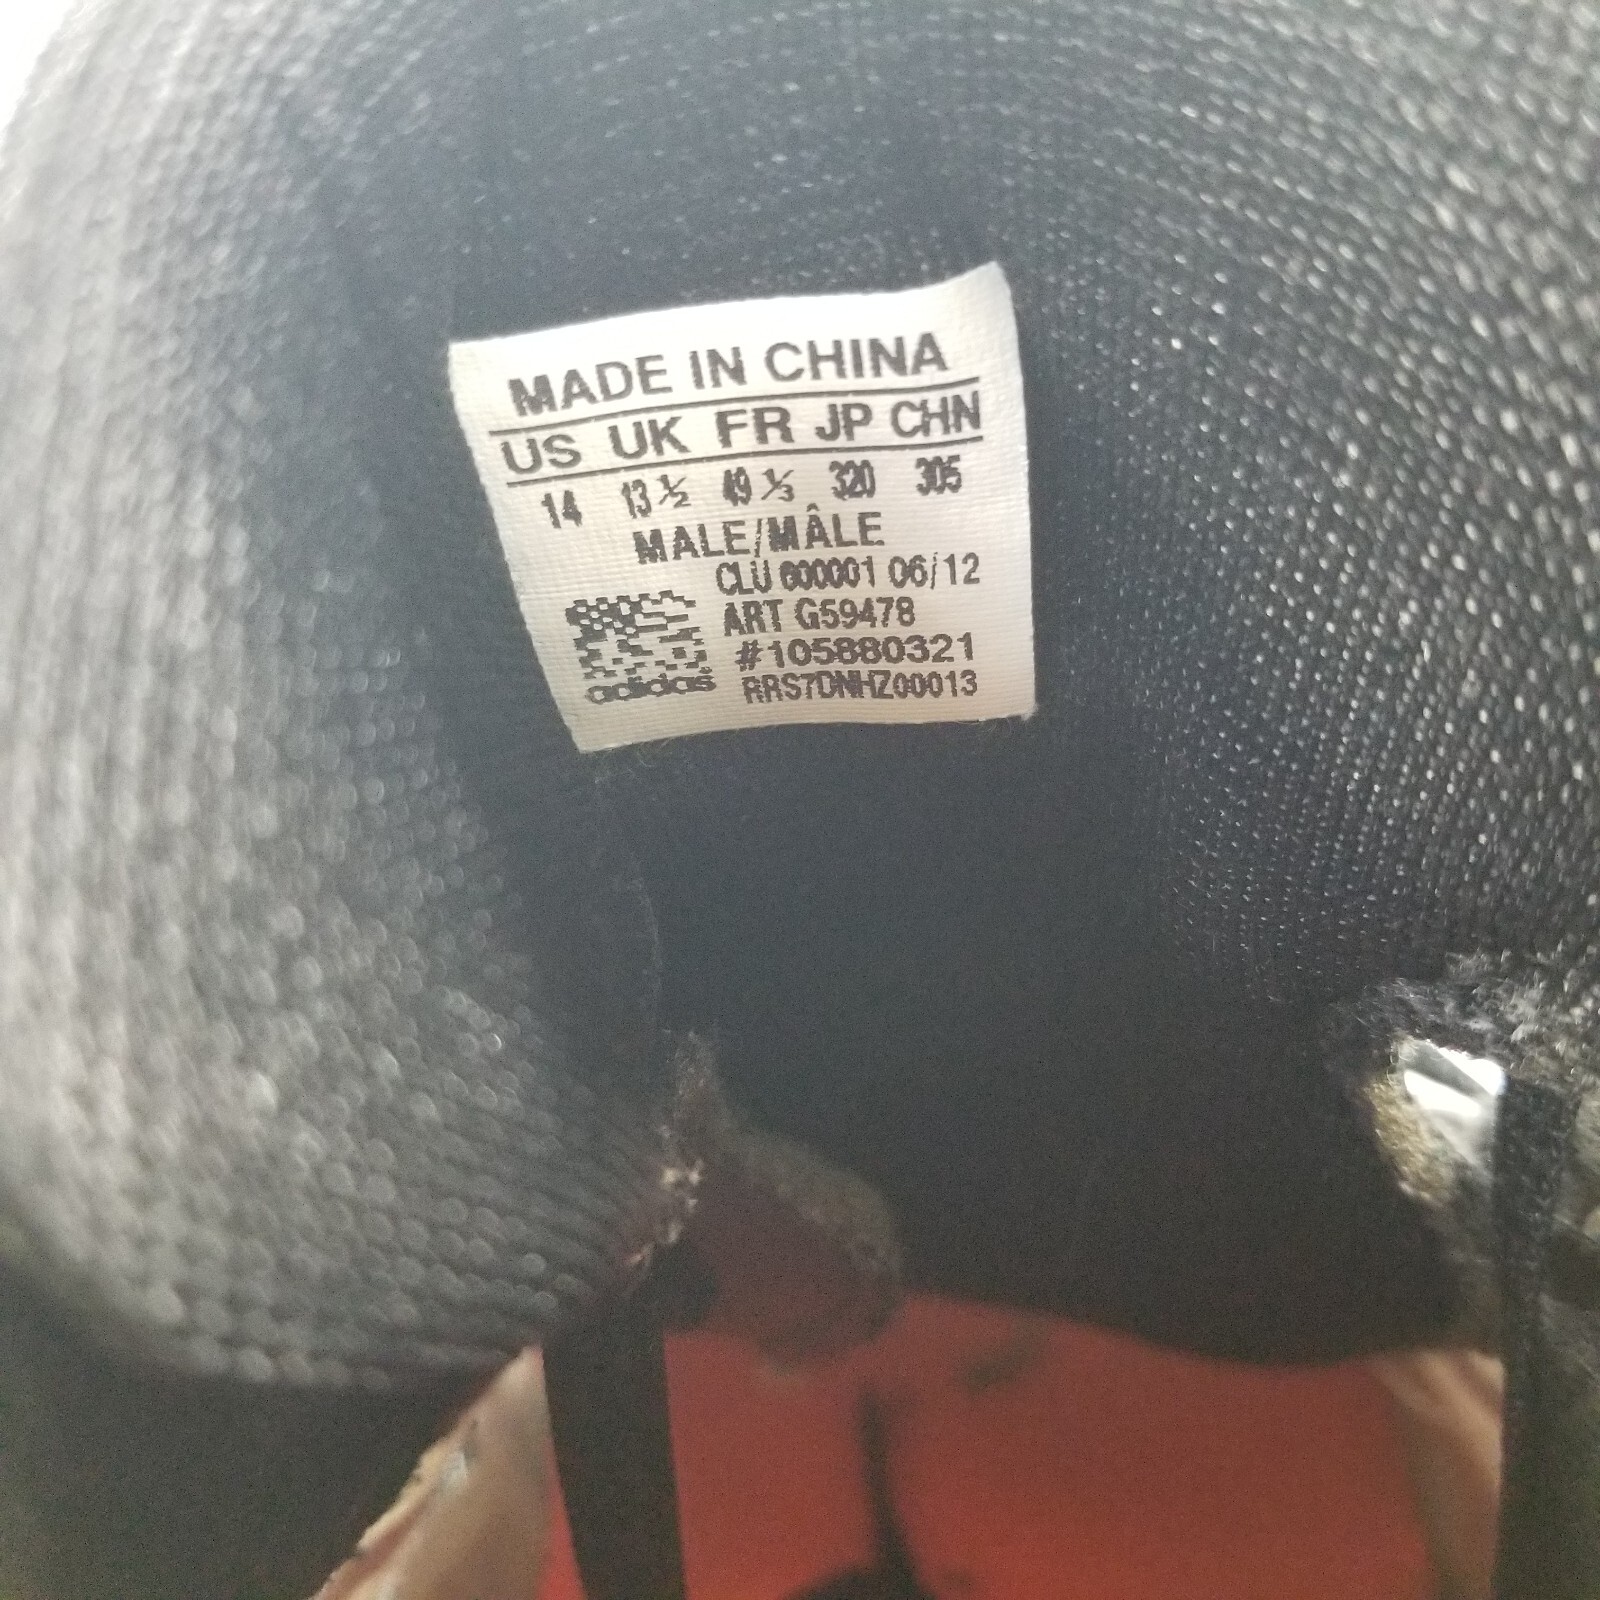 MADE IN CHINA
US UK FR JP CHN
14 13 ½ 49 ⅓ 320 305
MALE/MÂLE
CLU 600001 06/12
ART G59478
#105880321
adidas RRS7DNHZ00013